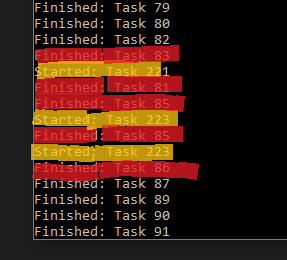 Finished: Task 79
Finished: Task 80
Finished: Task 82
Finished: Task 83
Started: Task 221
Finished: Task 81
Finished: Task 85
Started: Task 223
Finished: Task 85
Started: Task 223
Finished: Task 86
Finished: Task 87
Finished: Task 89
Finished: Task 90
Finished: Task 91